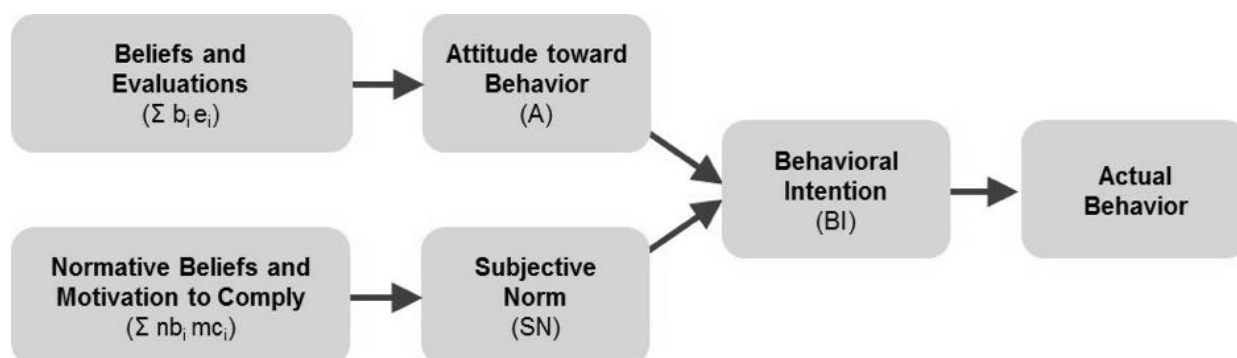 Beliefs and
Evaluations
(Σ bᵢ eᵢ)
Attitude toward
Behavior
(A)
Normative Beliefs and
Motivation to Comply
(Σ nbᵢ mcᵢ)
Subjective
Norm
(SN)
Behavioral
Intention
(BI)
Actual
Behavior